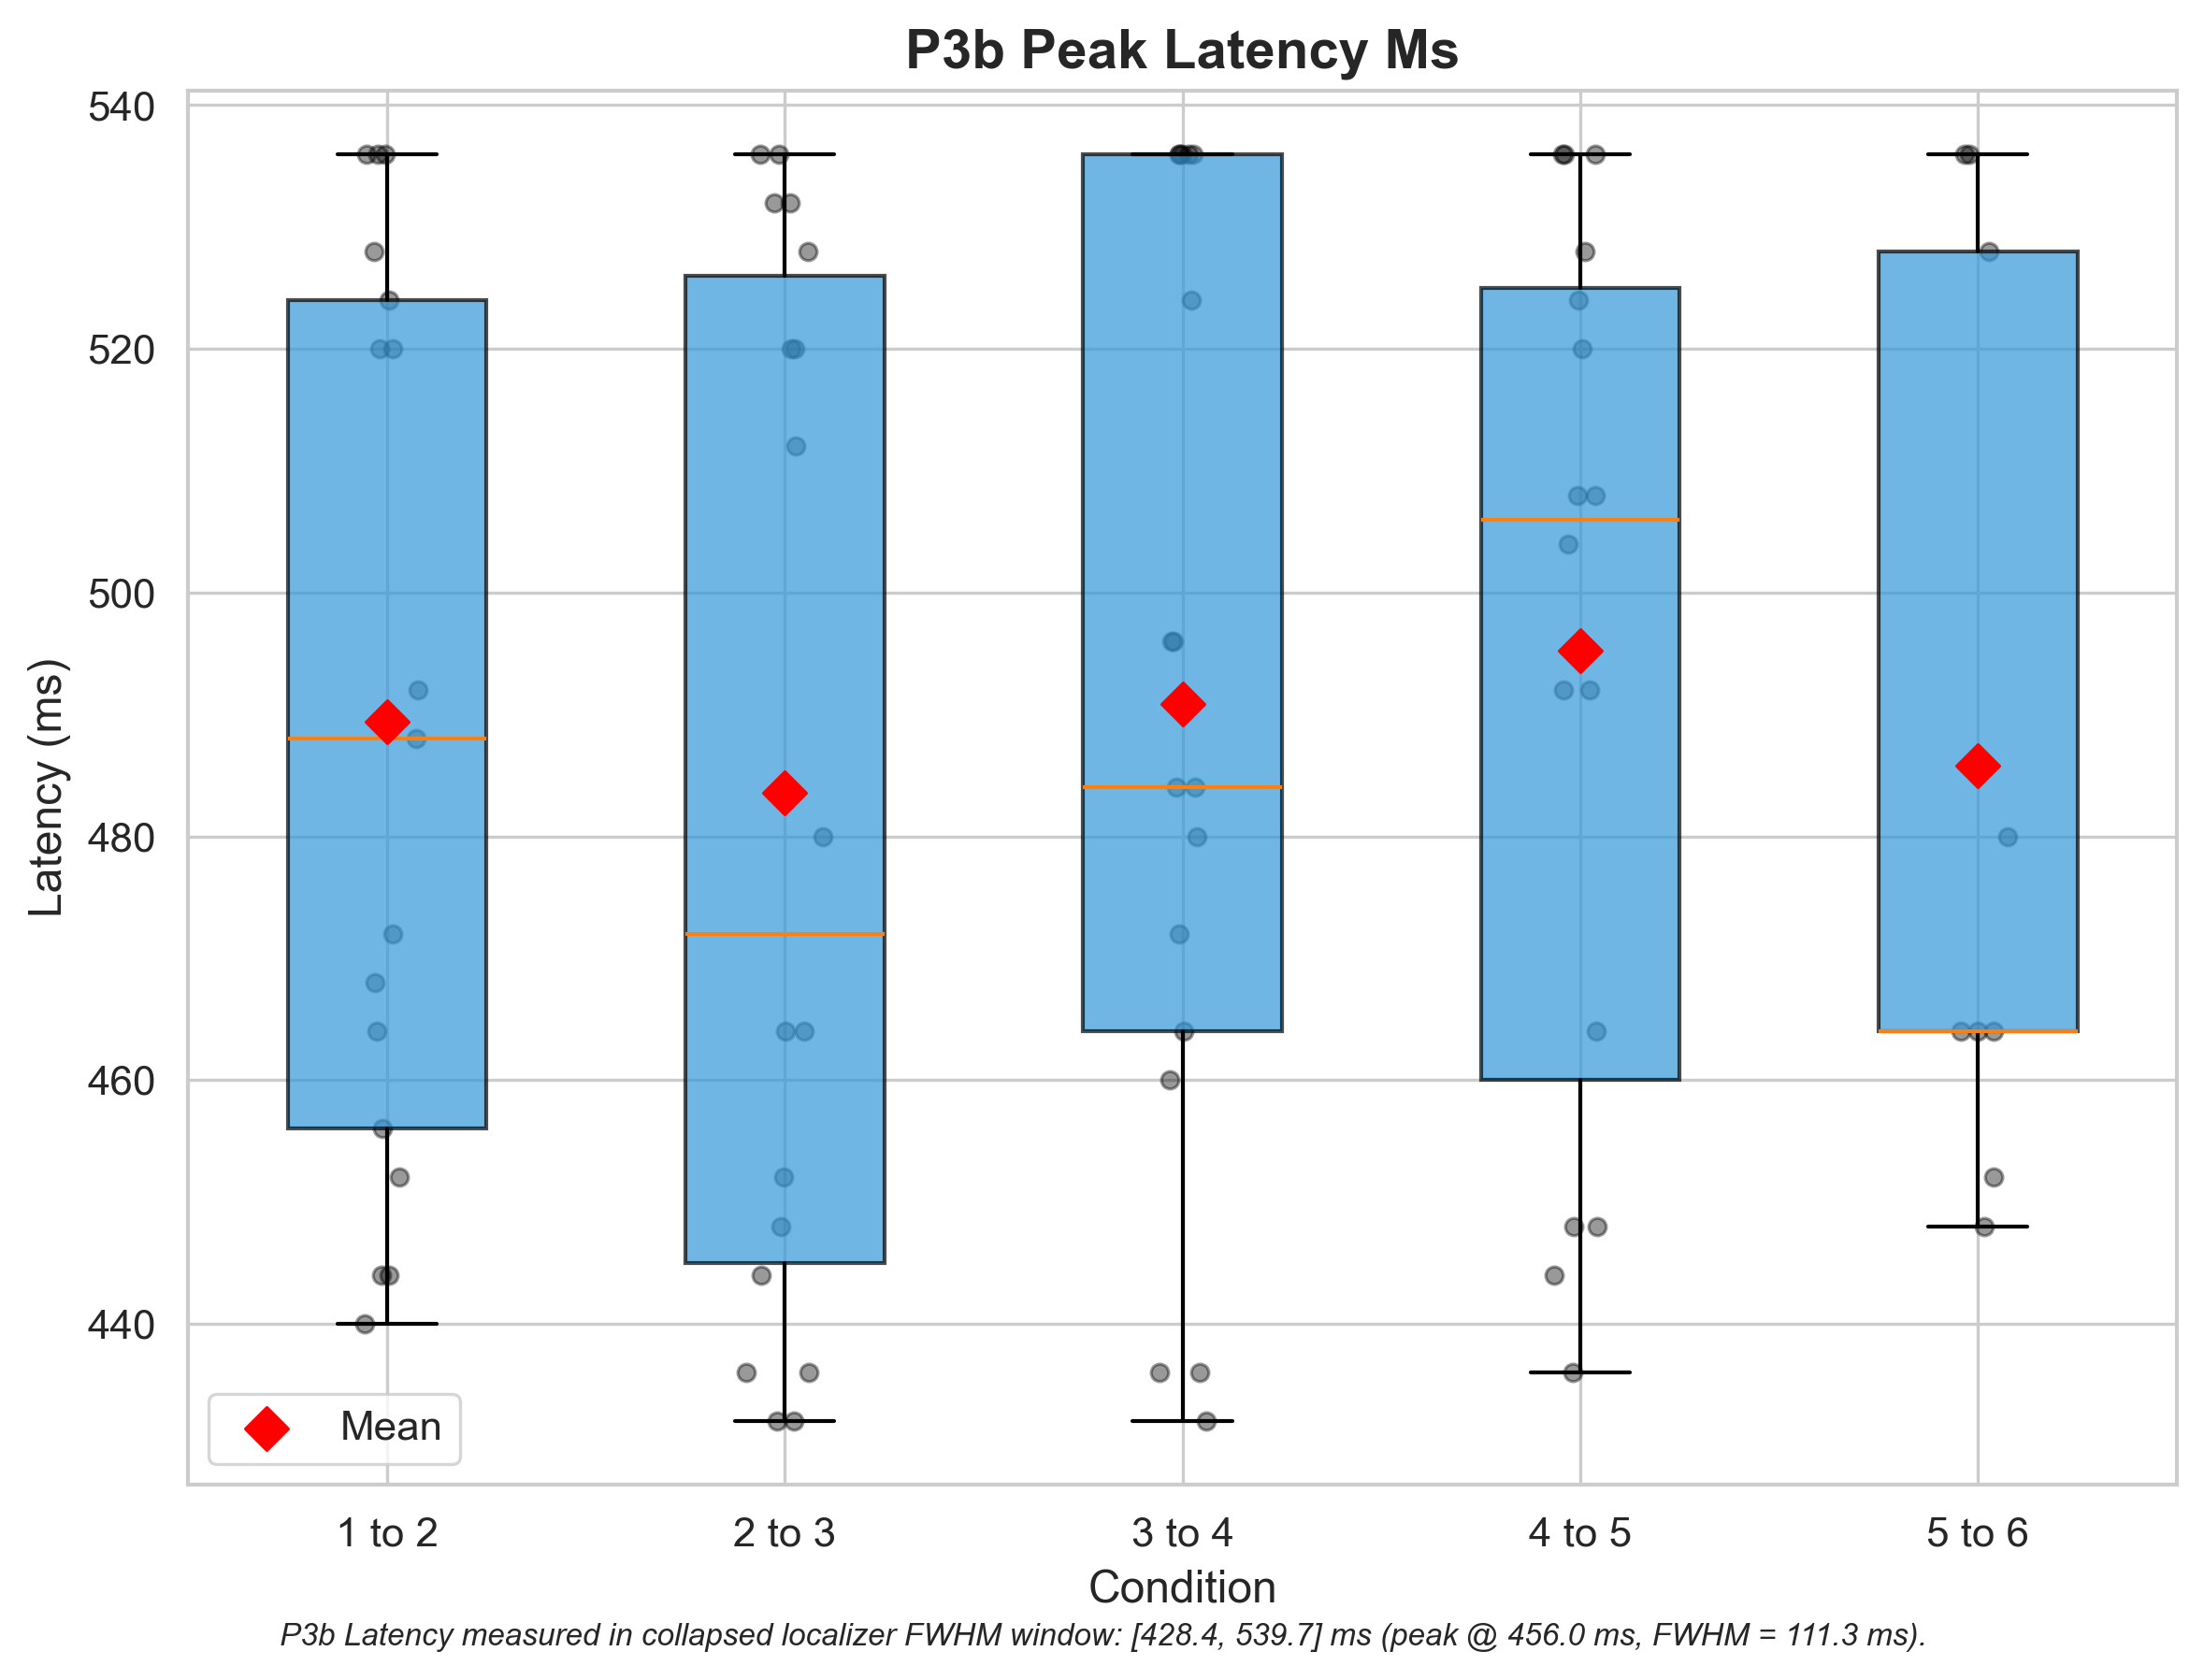 P3b Peak Latency Ms
540
520
500
480
460
440
Latency (ms)
Mean
1 to 2
2 to 3
3 to 4
4 to 5
5 to 6
Condition
P3b Latency measured in collapsed localizer FWHM window: [428.4, 539.7] ms (peak @ 456.0 ms, FWHM = 111.3 ms).